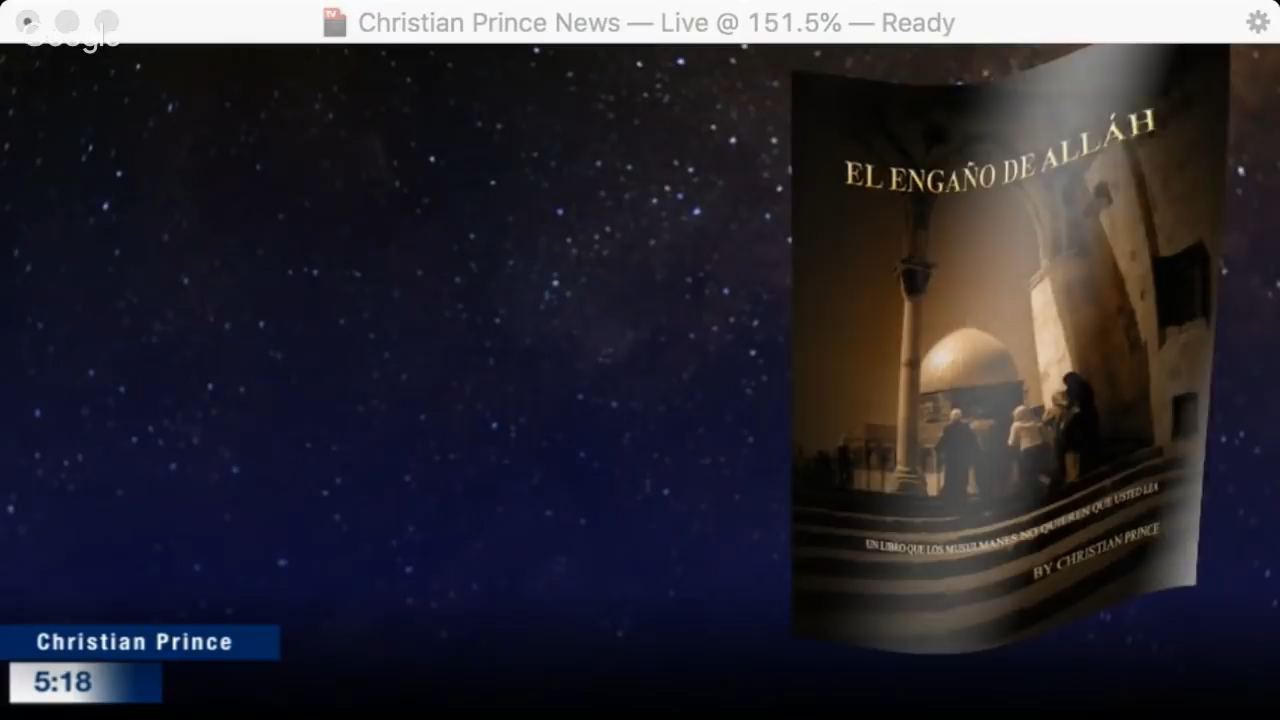 Christian Prince News — Live @ 151.5% — Ready
Google
EL ENGAÑO DE ALLÁH
UN LIBRO QUE LOS MUSULMANES NO QUIEREN QUE USTED LEA
BY CHRISTIAN PRINCE
Christian Prince
5:18